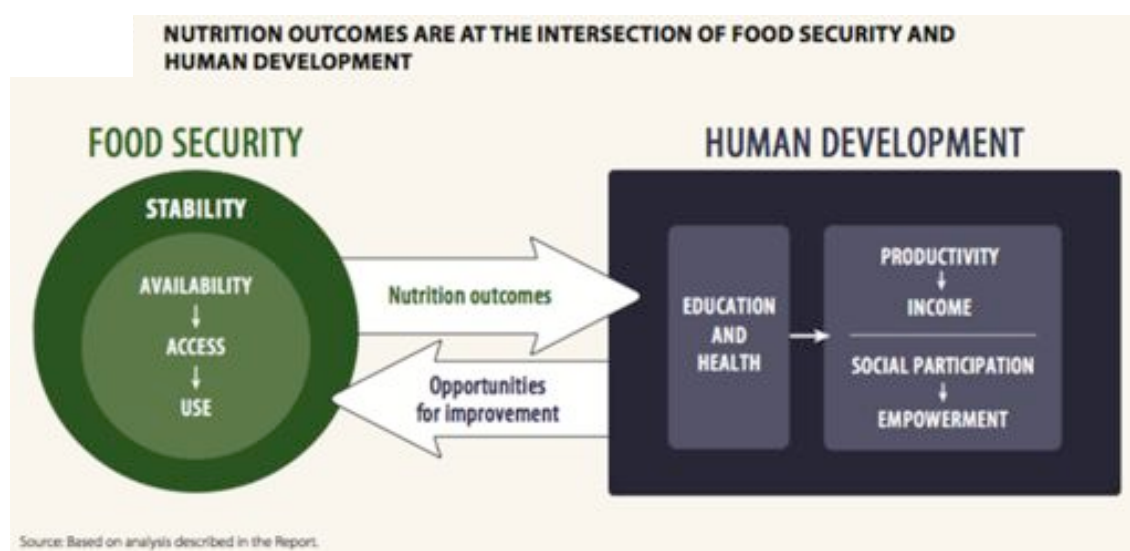 NUTRITION OUTCOMES ARE AT THE INTERSECTION OF FOOD SECURITY AND
HUMAN DEVELOPMENT
FOOD SECURITY
STABILITY
AVAILABILITY
ACCESS
USE
Nutrition outcomes
Opportunities
for improvement
HUMAN DEVELOPMENT
EDUCATION
AND
HEALTH
PRODUCTIVITY
INCOME
SOCIAL PARTICIPATION
EMPOWERMENT
Source: Based on analysis described in the Report.